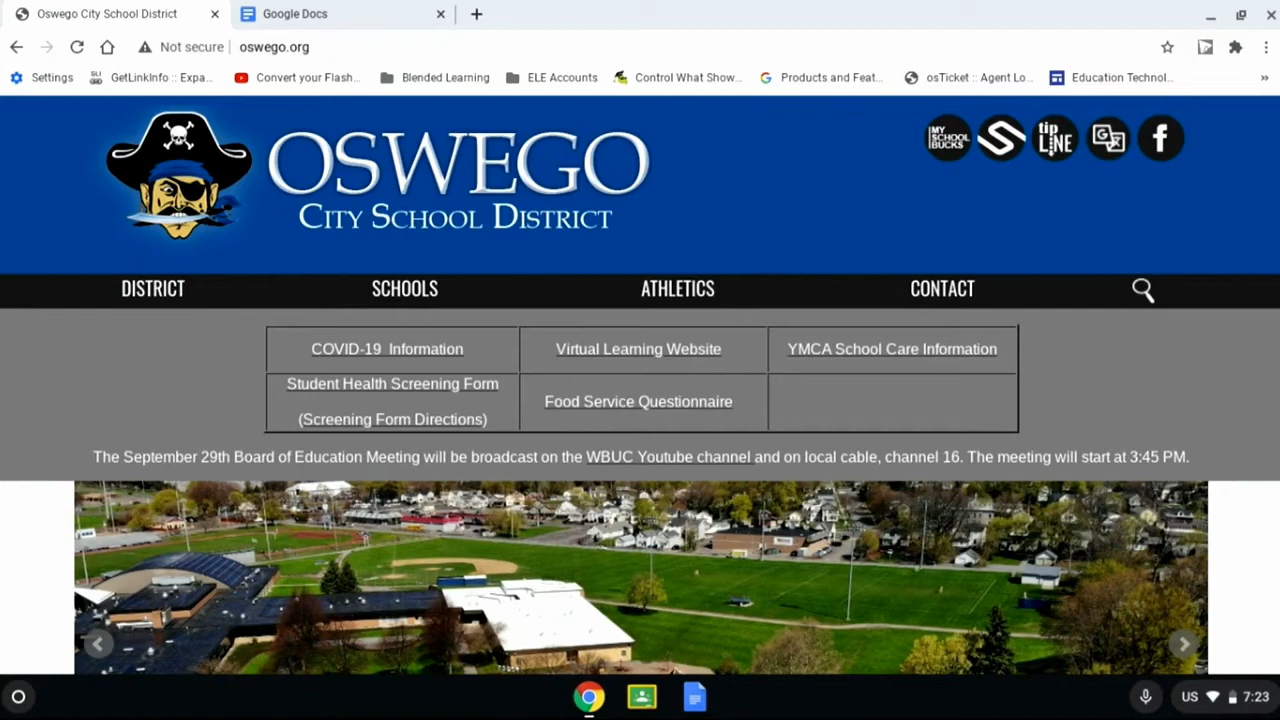 Oswego City School District
Google Docs
Not secure
oswego.org
Settings
GetLinkInfo :: Expa...
Convert your Flash...
Blended Learning
ELE Accounts
Control What Show...
Products and Feat...
osTicket :: Agent Lo...
Education Technol...
OSWEGO
CITY SCHOOL DISTRICT
MY SCHOOL BUCKS
tip LINE
DISTRICT
SCHOOLS
ATHLETICS
CONTACT
COVID-19 Information
Virtual Learning Website
YMCA School Care Information
Student Health Screening Form
(Screening Form Directions)
Food Service Questionnaire
The September 29th Board of Education Meeting will be broadcast on the WBUC Youtube channel and on local cable, channel 16. The meeting will start at 3:45 PM.
US
7:23